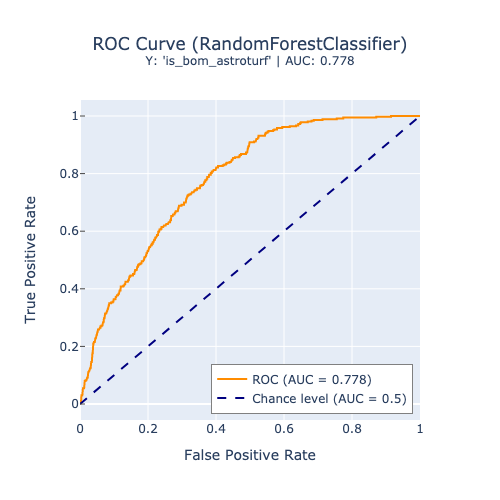 ROC Curve (RandomForestClassifier)
Y: 'is_bom_astroturf' | AUC: 0.778
1
0.8
0.6
0.4
0.2
0
True Positive Rate
ROC (AUC = 0.778)
Chance level (AUC = 0.5)
0
0.2
0.4
0.6
0.8
1
False Positive Rate